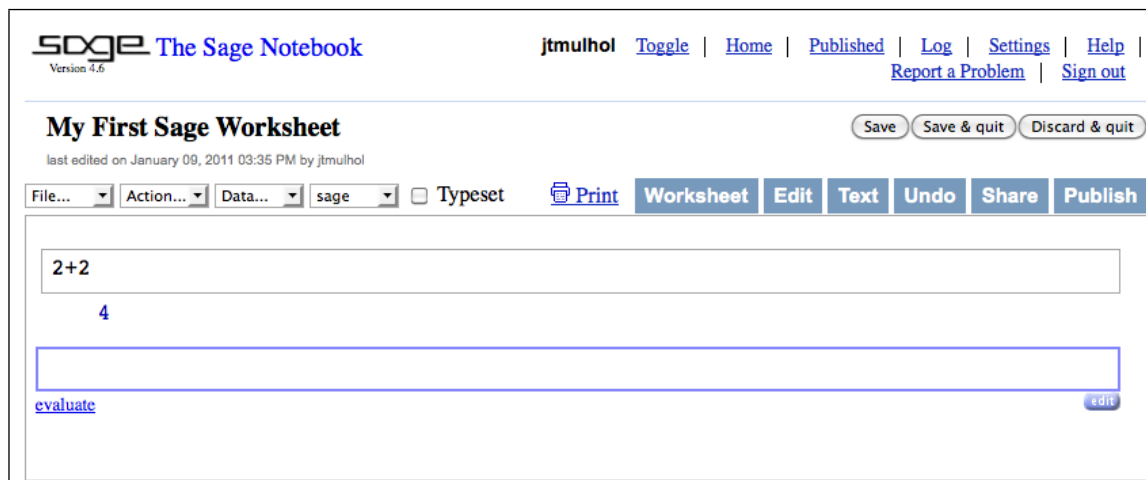 sage The Sage Notebook
Version 4.6
jtmulhol Toggle | Home | Published | Log | Settings | Help |
Report a Problem | Sign out
My First Sage Worksheet
Save Save & quit Discard & quit
last edited on January 09, 2011 03:35 PM by jtmulhol
File... Action... Data... sage Typeset Print Worksheet Edit Text Undo Share Publish
2+2
4
evaluate edit